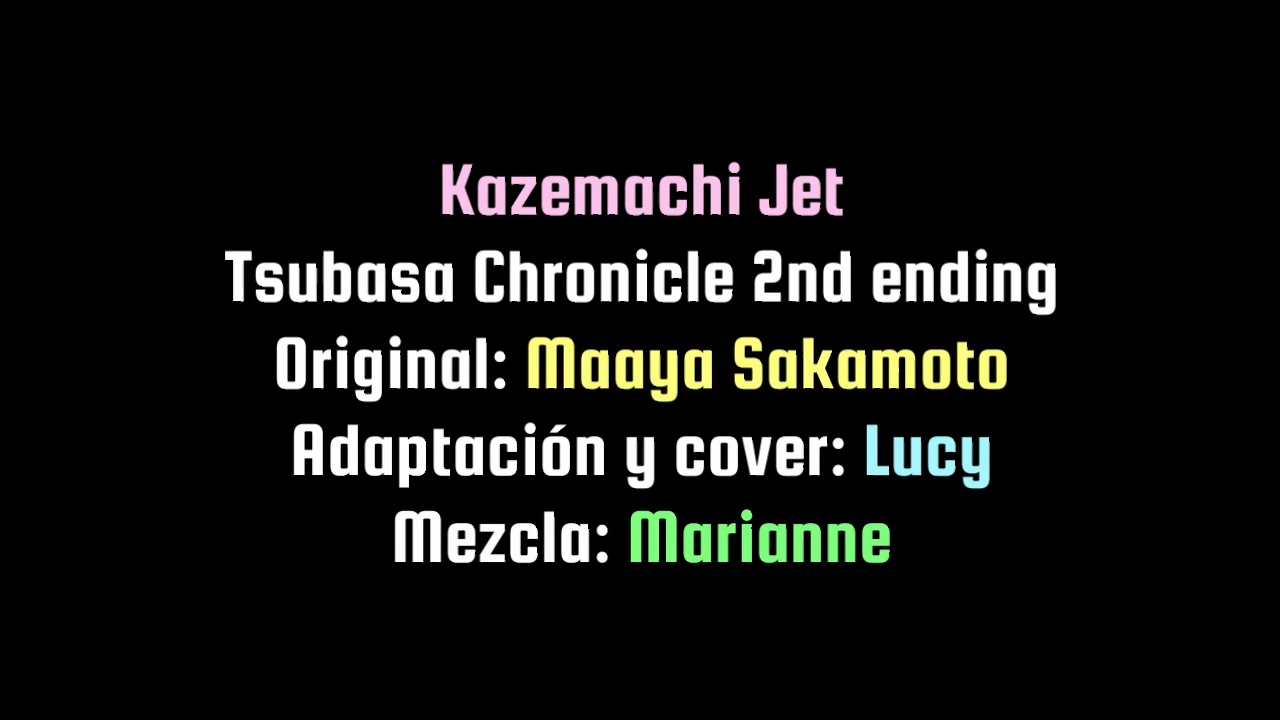 Kazemachi Jet
Tsubasa Chronicle 2nd ending
Original: Maaya Sakamoto
Adaptación y cover: Lucy
Mezcla: Marianne